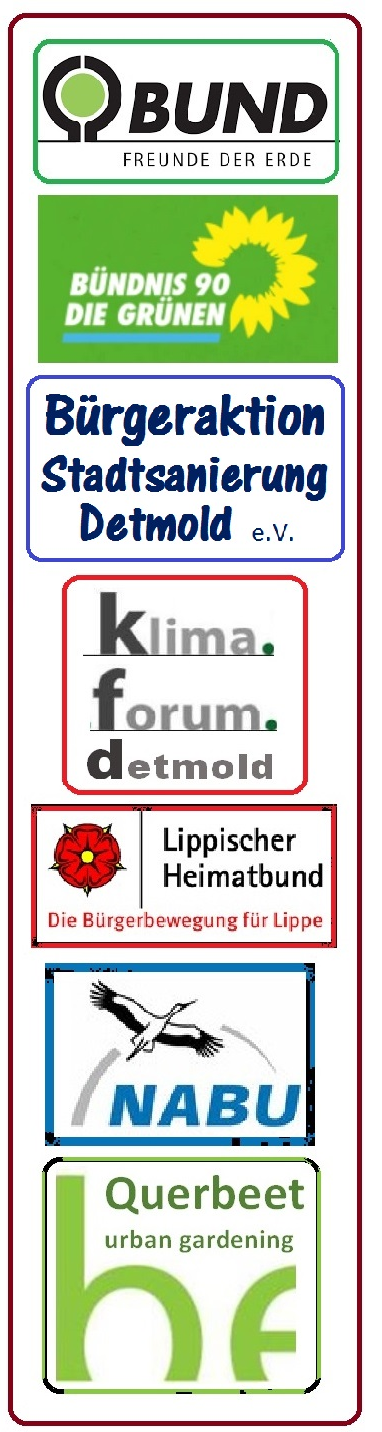 BUND
FREUNDE DER ERDE
BÜNDNIS 90
DIE GRÜNEN
Bürgeraktion
Stadtsanierung
Detmold e.V.
klima.
forum.
detmold
Lippischer
Heimatbund
Die Bürgerbewegung für Lippe
NABU
Querbeet
urban gardening
be